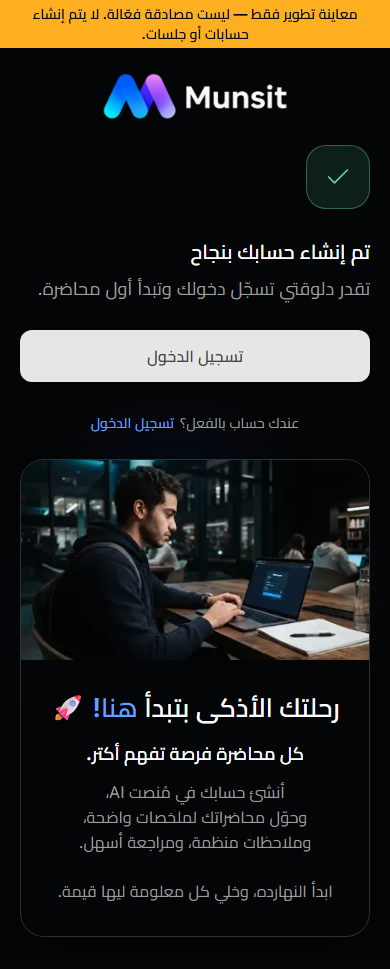 معاينة تطوير فقط — ليست مصادقة فعّالة. لا يتم إنشاء
حسابات أو جلسات.
Munsit
تم إنشاء حسابك بنجاح
تقدر دلوقتي تسجّل دخولك وتبدأ أول محاضرة.
تسجيل الدخول
عندك حساب بالفعل؟ تسجيل الدخول
رحلتك الأذكى بتبدأ هنا! 🚀
كل محاضرة فرصة تفهم أكتر.
أنشئ حسابك في مُنصت AI،
وحوّل محاضراتك لملخصات واضحة،
وملاحظات منظمة، ومراجعة أسهل.
ابدأ النهارده، وخلي كل معلومة ليها قيمة.